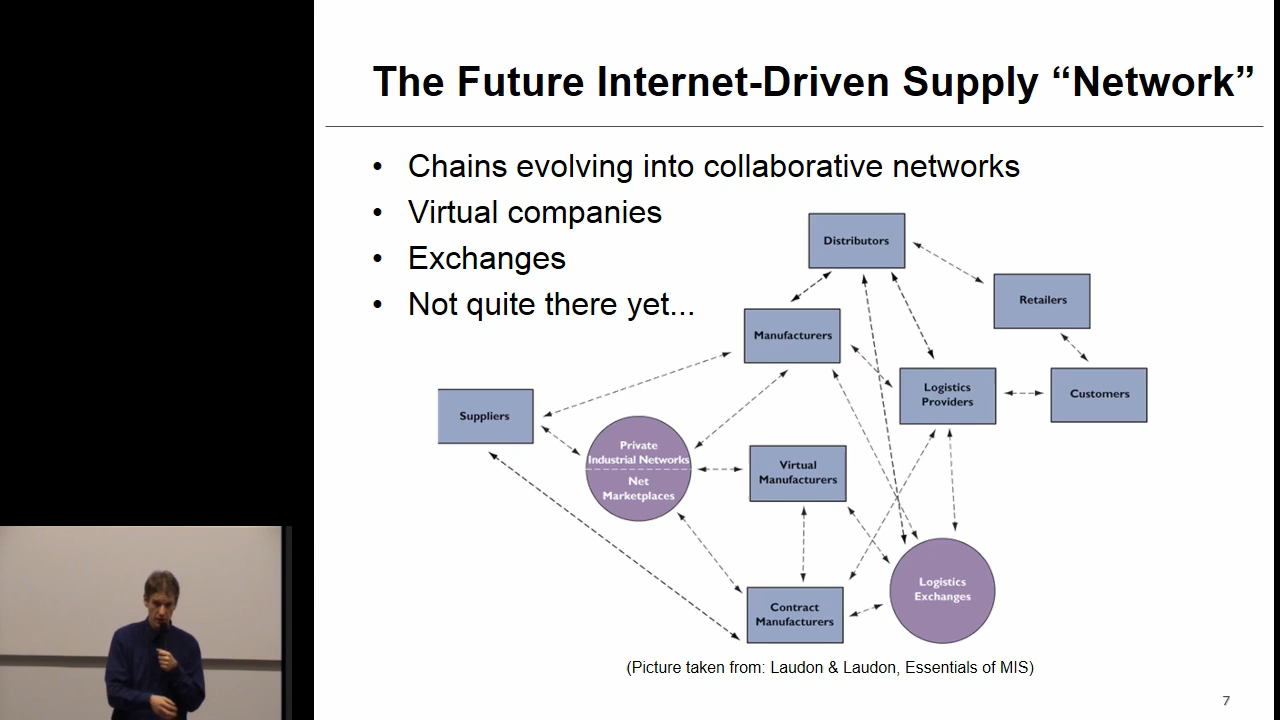 The Future Internet-Driven Supply “Network”
• Chains evolving into collaborative networks
• Virtual companies
• Exchanges
• Not quite there yet...
Distributors
Retailers
Manufacturers
Logistics
Providers
Customers
Suppliers
Private
Industrial Networks
Net
Marketplaces
Virtual
Manufacturers
Logistics
Exchanges
Contract
Manufacturers
(Picture taken from: Laudon & Laudon, Essentials of MIS)
7